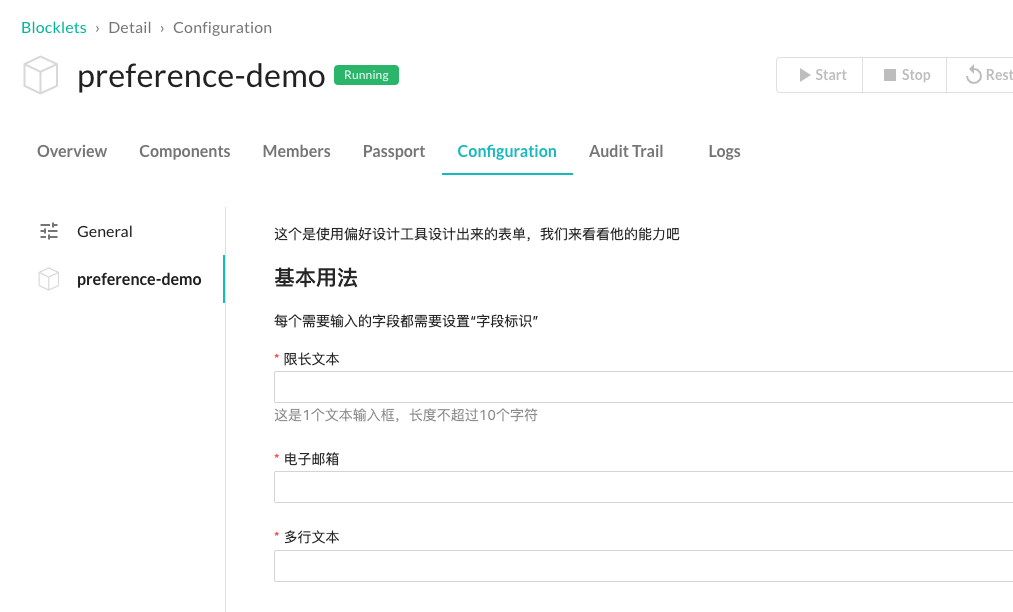 Blocklets › Detail › Configuration
preference-demo Running
Start Stop Rest
Overview Components Members Passport Configuration Audit Trail Logs
General
preference-demo
这个是使用偏好设计工具设计出来的表单，我们来看看他的能力吧
基本用法
每个需要输入的字段都需要设置“字段标识”
* 限长文本
这是1个文本输入框，长度不超过10个字符
* 电子邮箱
* 多行文本